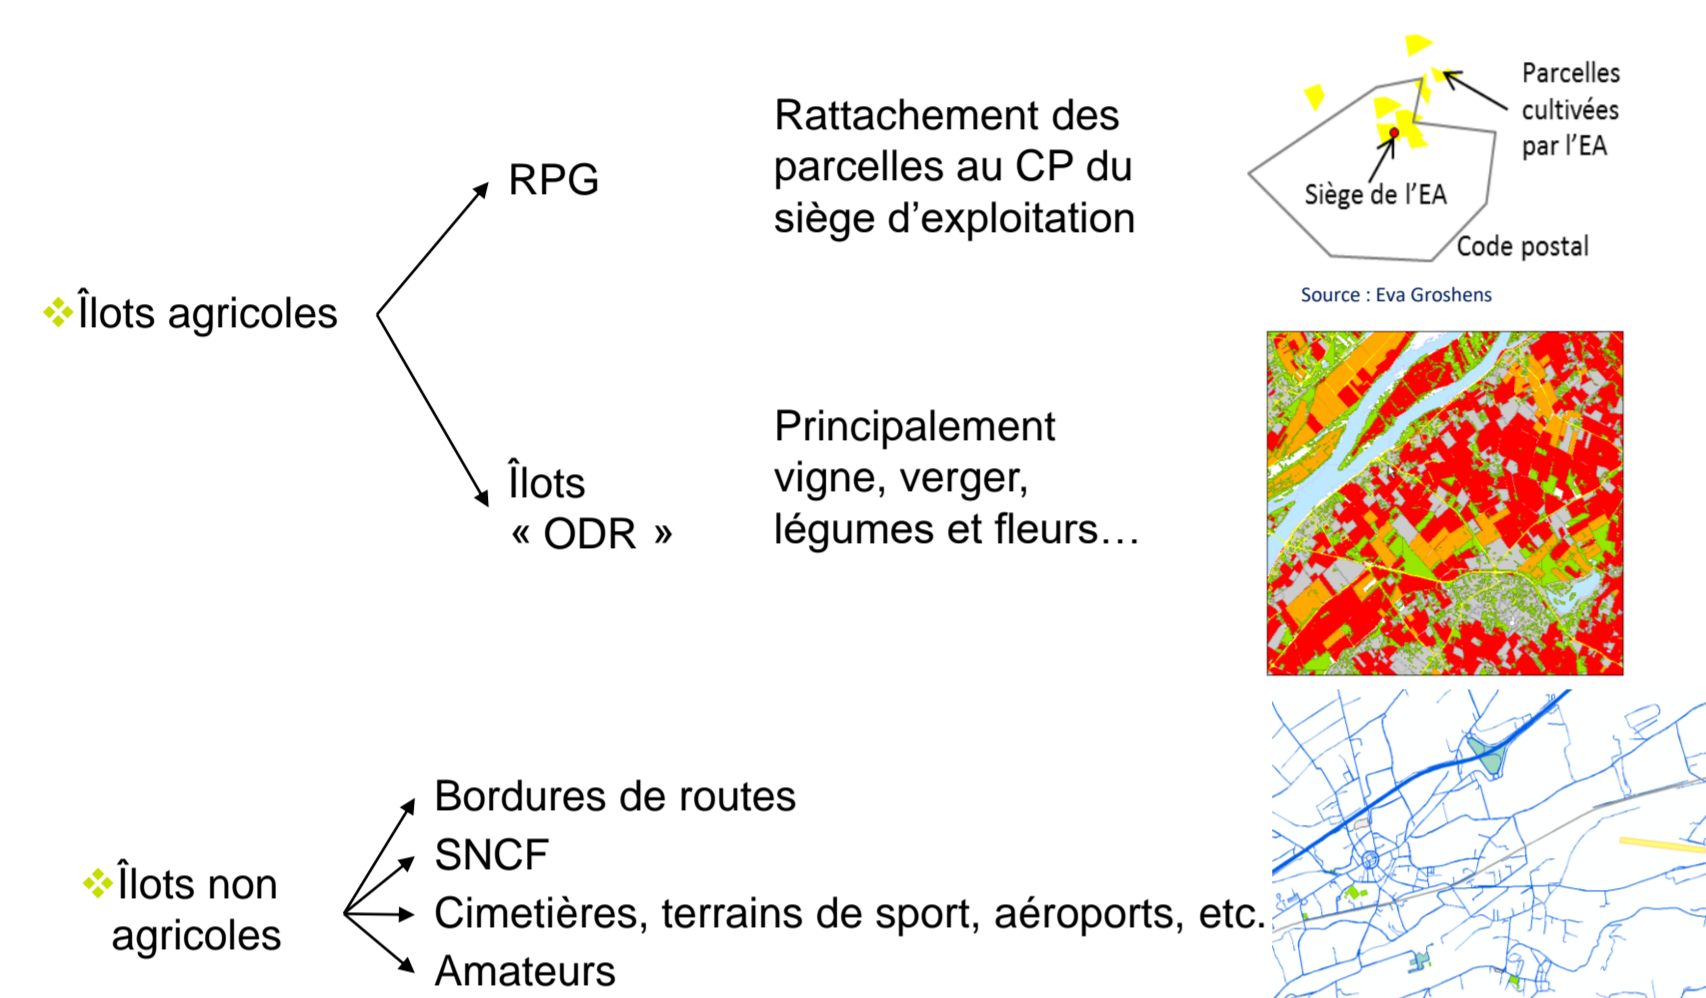 Îlots agricoles
RPG
Rattachement des
parcelles au CP du
siège d’exploitation
Parcelles
cultivées
par l’EA
Siège de l’EA
Code postal
Source : Eva Groshens
Îlots
« ODR »
Principalement
vigne, verger,
légumes et fleurs…
Îlots non
agricoles
Bordures de routes
SNCF
Cimetières, terrains de sport, aéroports, etc.
Amateurs